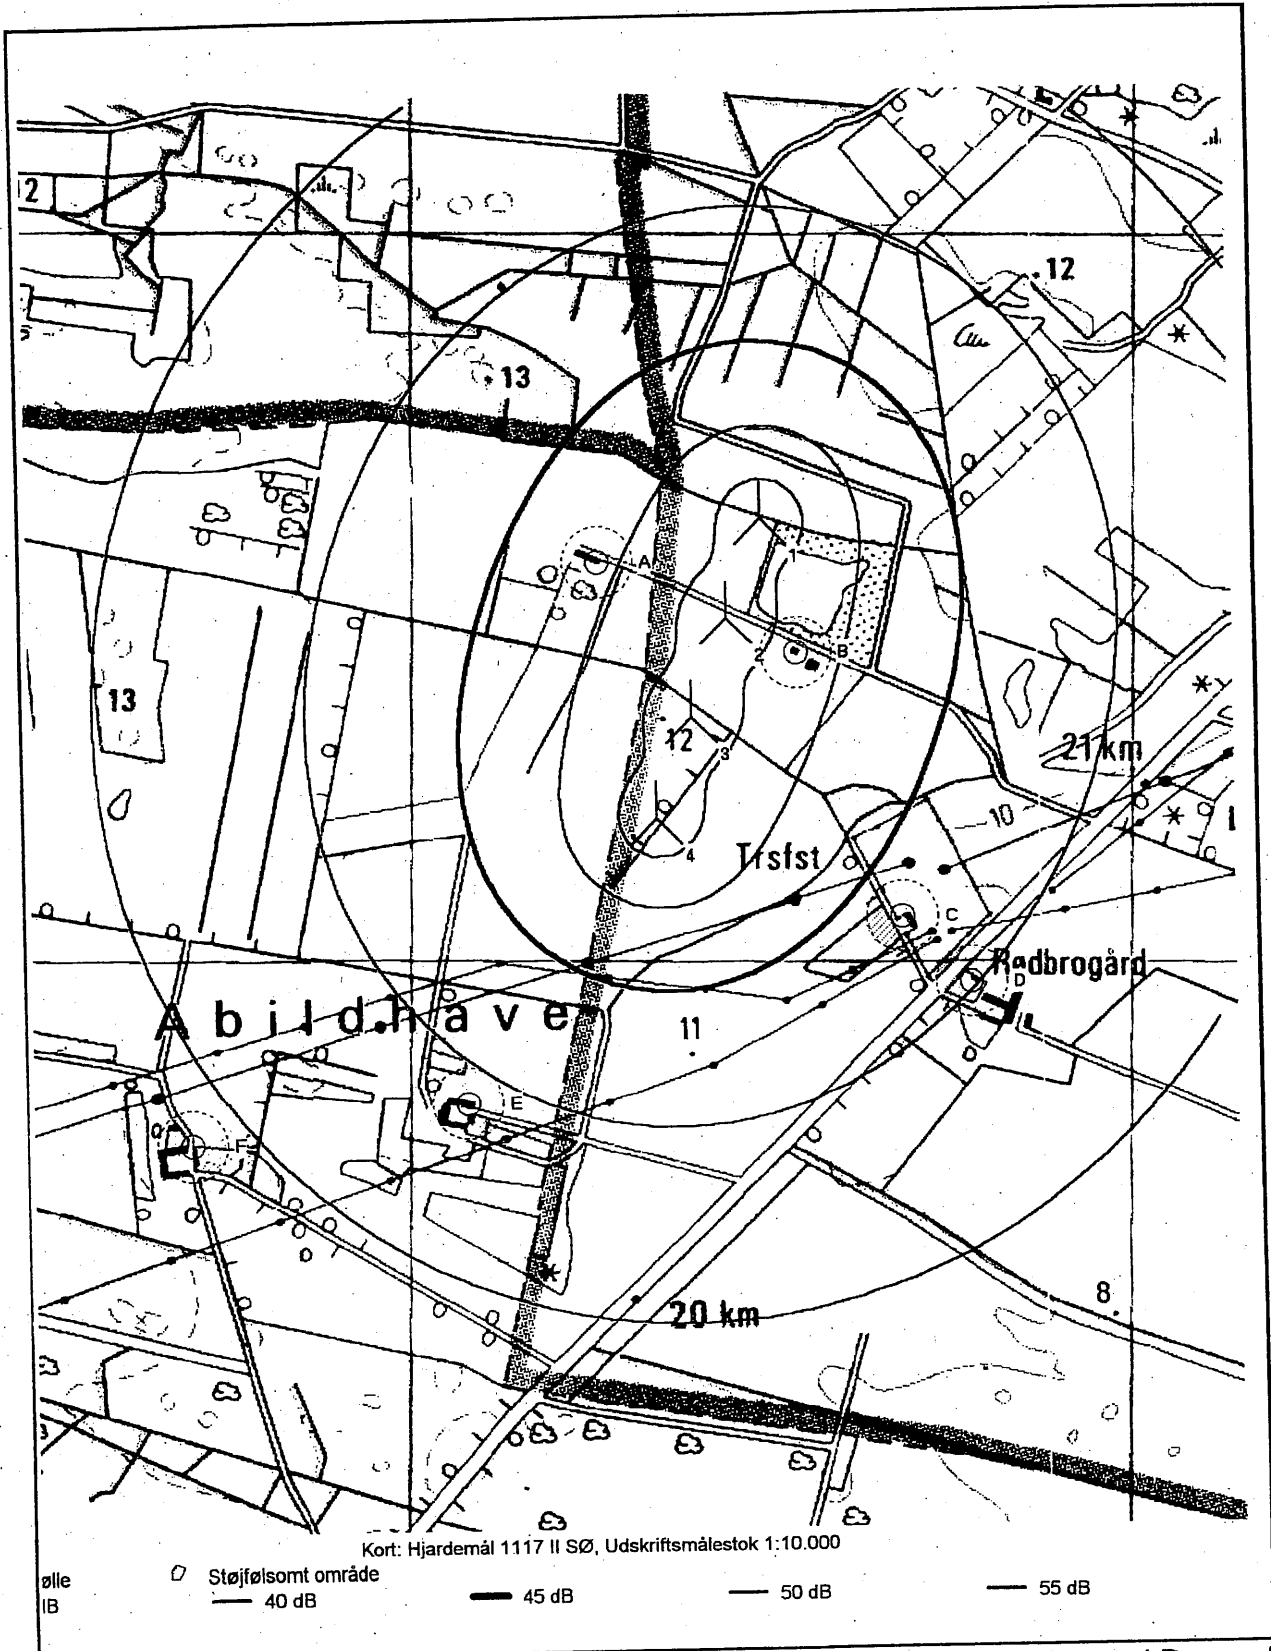 12
12
13
A
1
2
B
13
12
3
21 km
10
4
Trsfst
C
Rødbrogård
D
Abildhave
11
E
F
20 km
8
Kort: Hjardemål 1117 II SØ, Udskriftsmålestok 1:10.000
ølle
Støjfølsomt område
IB
40 dB
45 dB
50 dB
55 dB